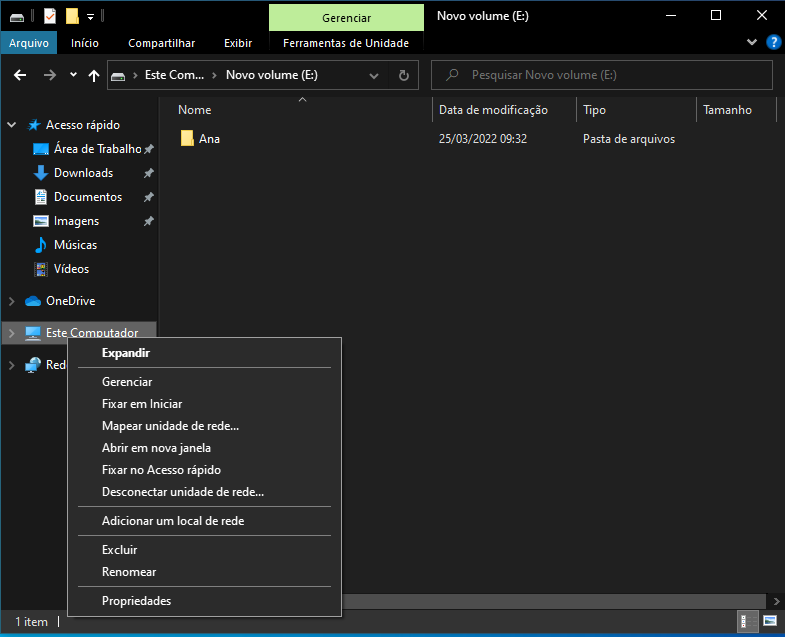 Gerenciar
Novo volume (E:)
Arquivo
Início
Compartilhar
Exibir
Ferramentas de Unidade
Este Com...
Novo volume (E:)
Pesquisar Novo volume (E:)
Nome
Data de modificação
Tipo
Tamanho
Acesso rápido
Área de Trabalho
Downloads
Documentos
Imagens
Músicas
Vídeos
OneDrive
Este Computador
Rede
Ana
25/03/2022 09:32
Pasta de arquivos
Expandir
Gerenciar
Fixar em Iniciar
Mapear unidade de rede...
Abrir em nova janela
Fixar no Acesso rápido
Desconectar unidade de rede...
Adicionar um local de rede
Excluir
Renomear
Propriedades
1 item